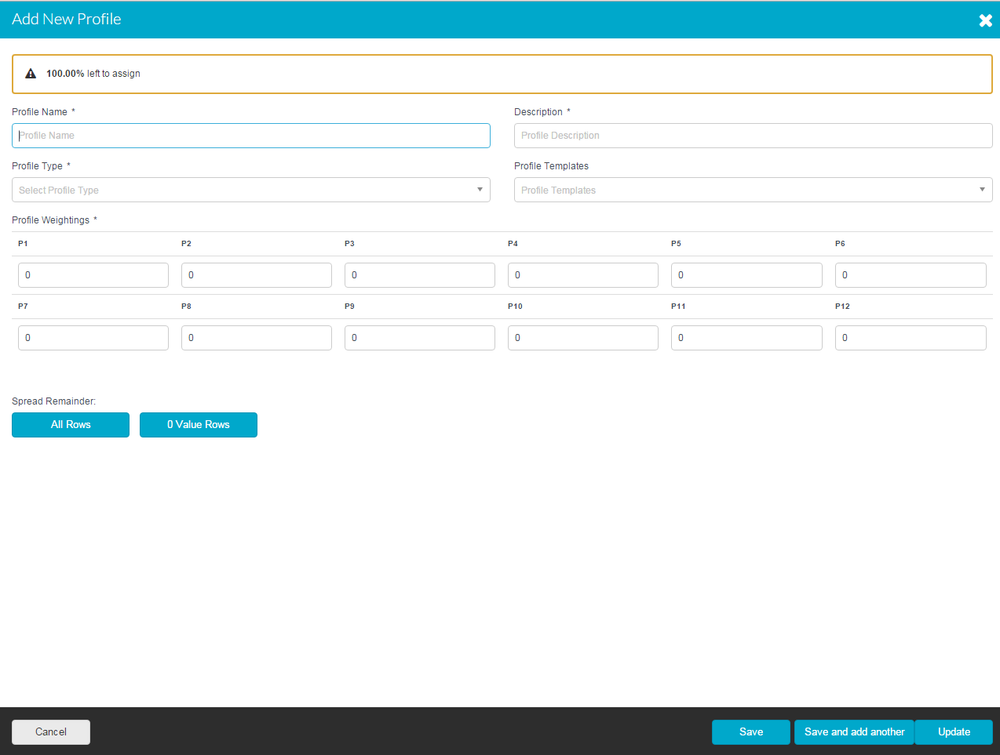 Add New Profile
100.00% left to assign
Profile Name *
Description *
Profile Name
Profile Description
Profile Type *
Profile Templates
Select Profile Type
Profile Templates
Profile Weightings *
P1 P2 P3 P4 P5 P6
0 0 0 0 0 0
P7 P8 P9 P10 P11 P12
0 0 0 0 0 0
Spread Remainder:
All Rows 0 Value Rows
Cancel Save Save and add another Update